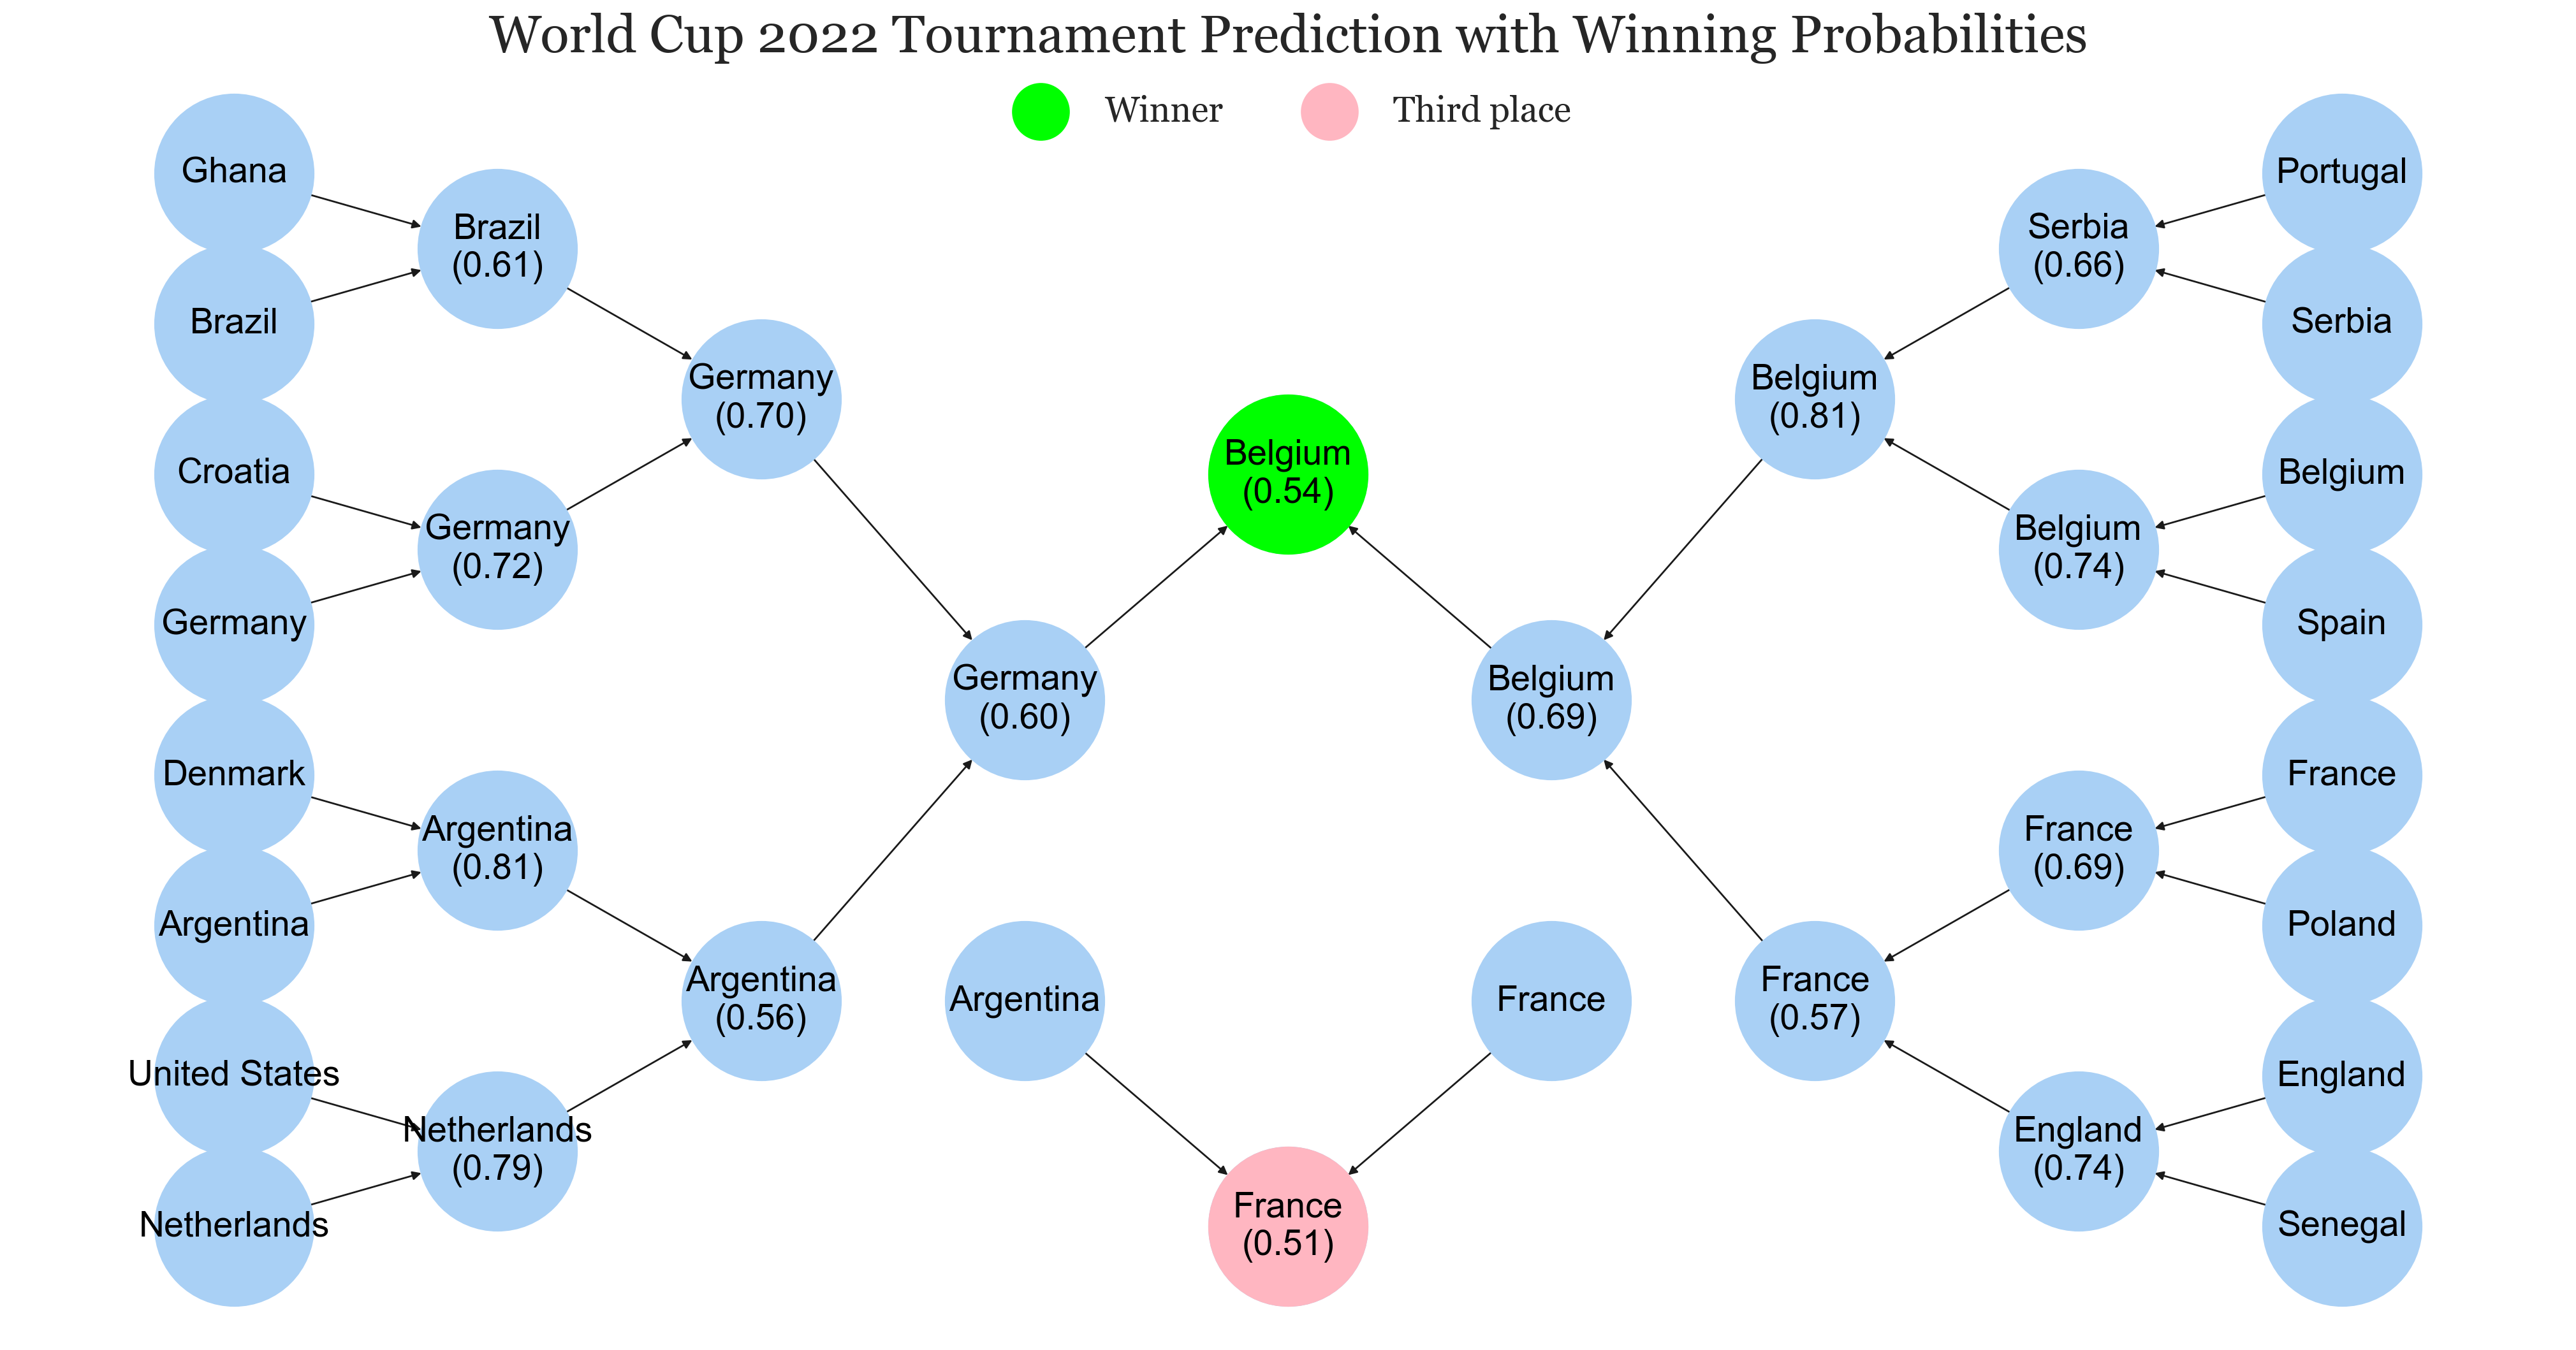 World Cup 2022 Tournament Prediction with Winning Probabilities
Winner
Third place
Ghana
Brazil
Croatia
Germany
Denmark
Argentina
United States
Netherlands
Brazil
(0.61)
Germany
(0.72)
Argentina
(0.81)
Netherlands
(0.79)
Germany
(0.70)
Argentina
(0.56)
Germany
(0.60)
Argentina
Belgium
(0.54)
France
(0.51)
Belgium
(0.69)
France
Belgium
(0.81)
France
(0.57)
Serbia
(0.66)
Belgium
(0.74)
France
(0.69)
England
(0.74)
Portugal
Serbia
Belgium
Spain
France
Poland
England
Senegal